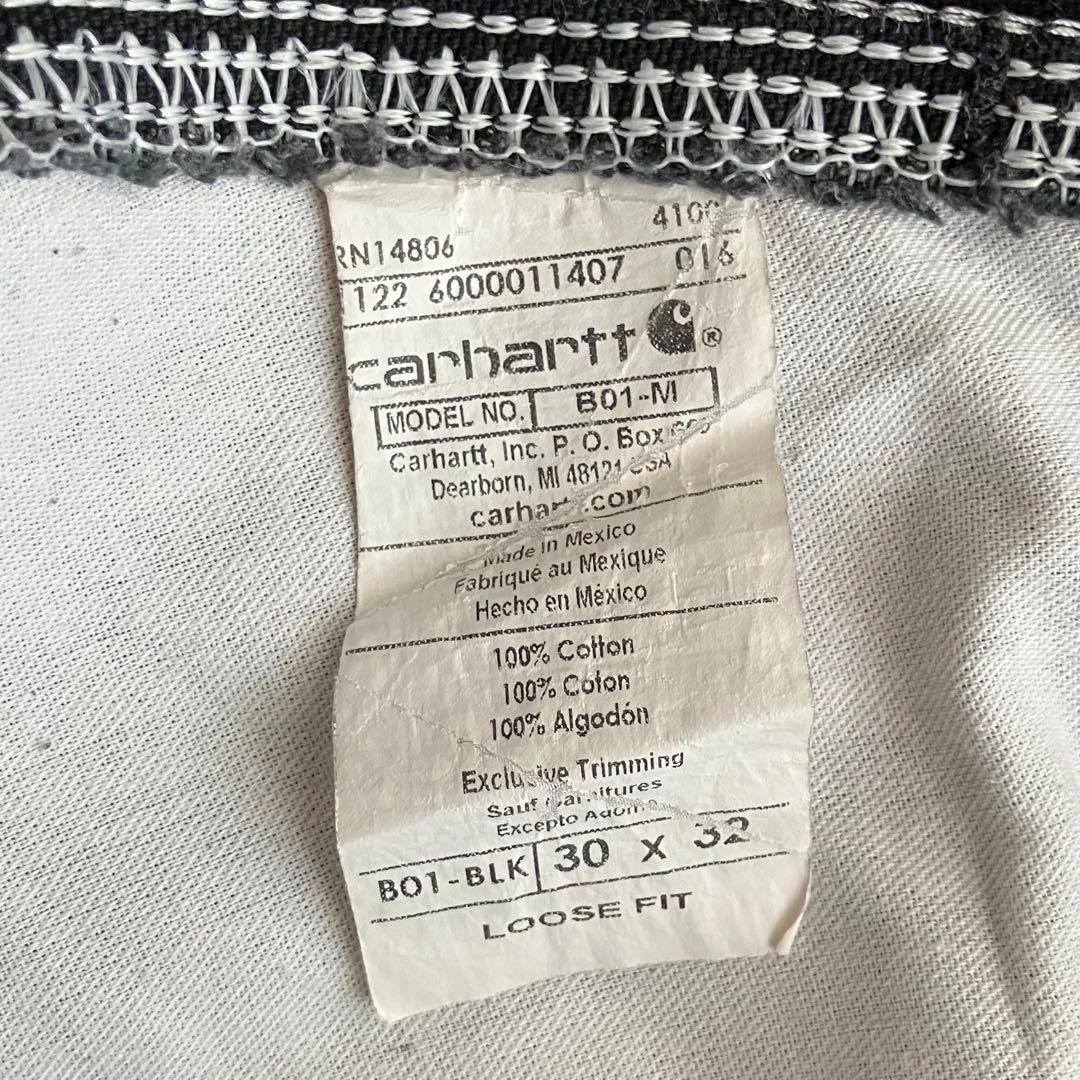 RN14806
122 6000011407 016
carhartt ®
MODEL NO. B01-M
Carhartt, Inc. P. O. Box
Dearborn, MI 48121 USA
carhartt.com
Made in Mexico
Fabriqué au Mexique
Hecho en México
100% Cotton
100% Coton
100% Algodón
Exclusive Trimming
Sauf Garnitures
Excepto
B01-BLK 30 X 32
LOOSE FIT